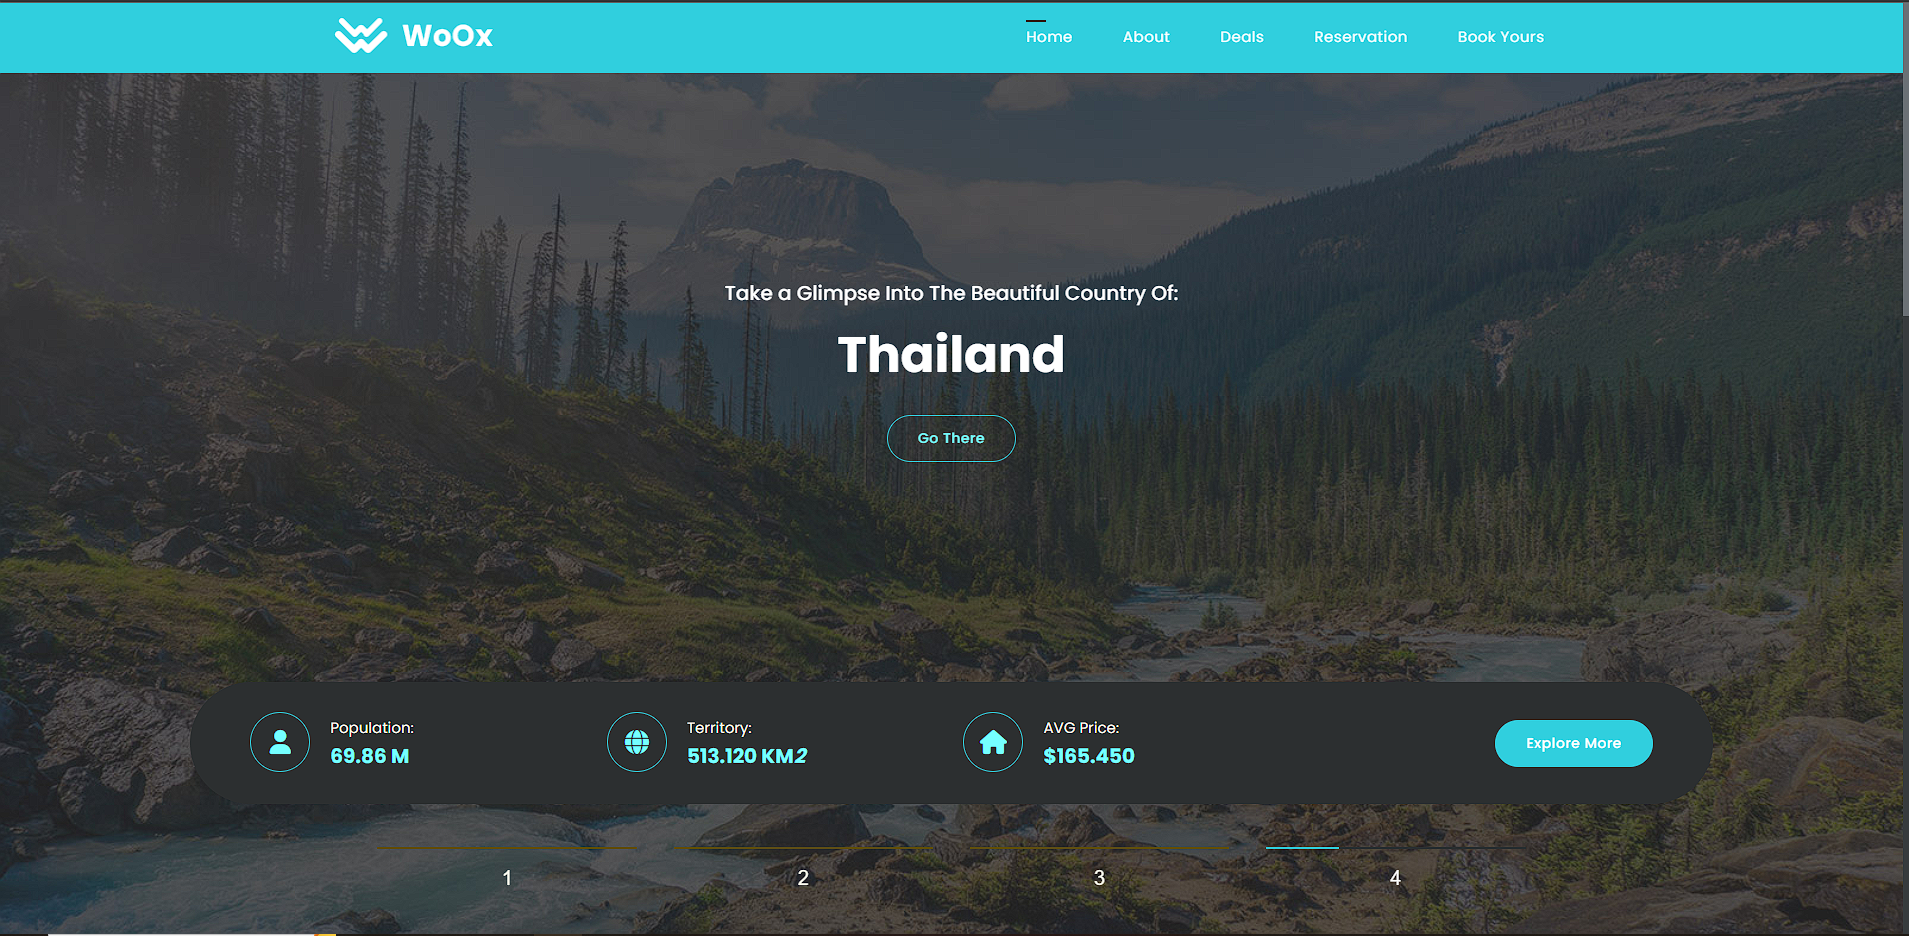 WoOx
Home
About
Deals
Reservation
Book Yours
Take a Glimpse Into The Beautiful Country Of:
Thailand
Go There
Population:
69.86 M
Territory:
513.120 KM2
AVG Price:
$165.450
Explore More
1
2
3
4